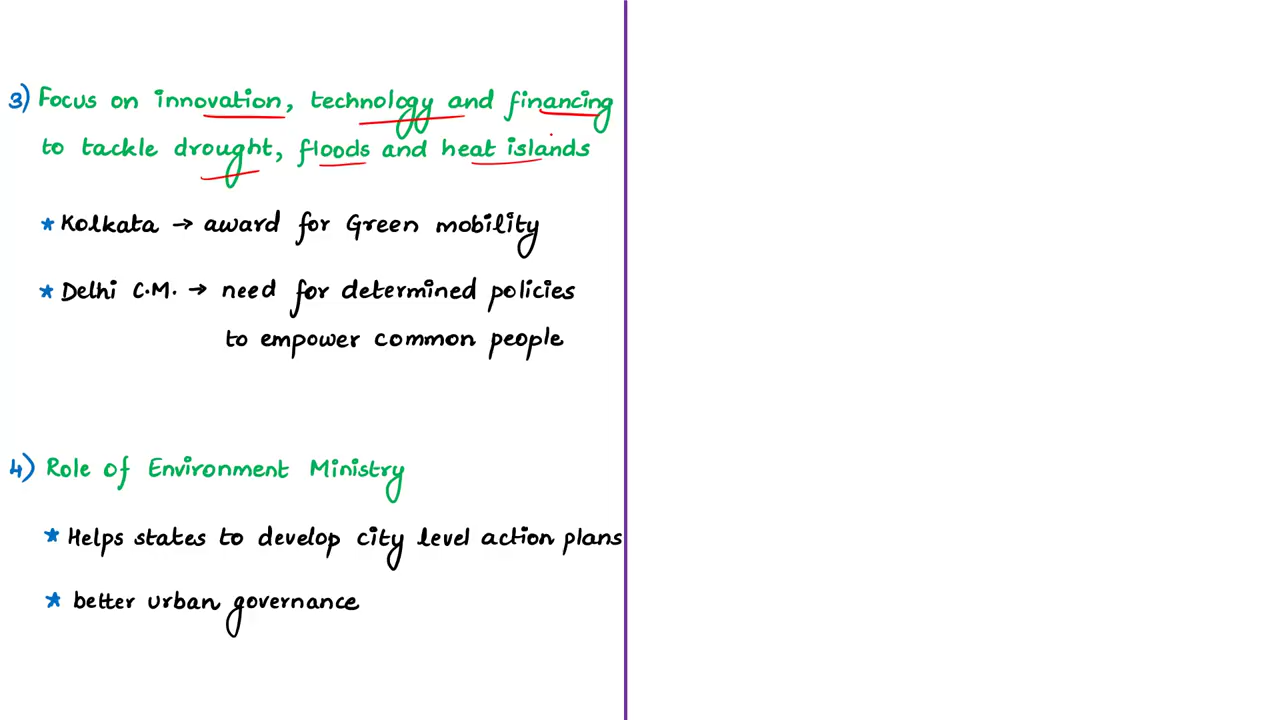 3) Focus on innovation, technology and financing
to tackle drought, floods and heat islands
* Kolkata → award for Green mobility
* Delhi C.M. → need for determined policies
to empower common people
4) Role of Environment Ministry
* Helps states to develop city level action plans
* better urban governance